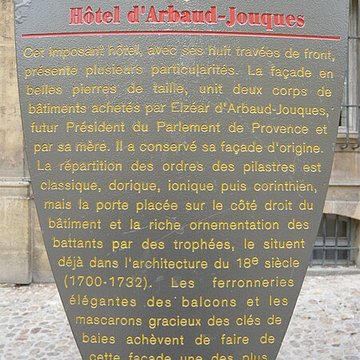 Hôtel d'Arbaud-Jouques
Cet imposant hôtel, avec ses huit travées de front,
présente plusieurs particularités. La façade en
belles pierres de taille, unit deux corps de
bâtiments achetés par Elzéar d'Arbaud-Jouques,
futur Président du Parlement de Provence et
par sa mère. Il a conservé sa façade d'origine.
La répartition des ordres des pilastres est
classique, dorique, ionique puis corinthien,
mais la porte placée sur le côté droit du
bâtiment et la riche ornementation des
battants par des trophées, le situent
déjà dans l'architecture du 18e siècle
(1700-1732). Les ferronneries
élégantes des balcons et les
mascarons gracieux des clés de
baies achèvent de faire de
cette façade une des plus